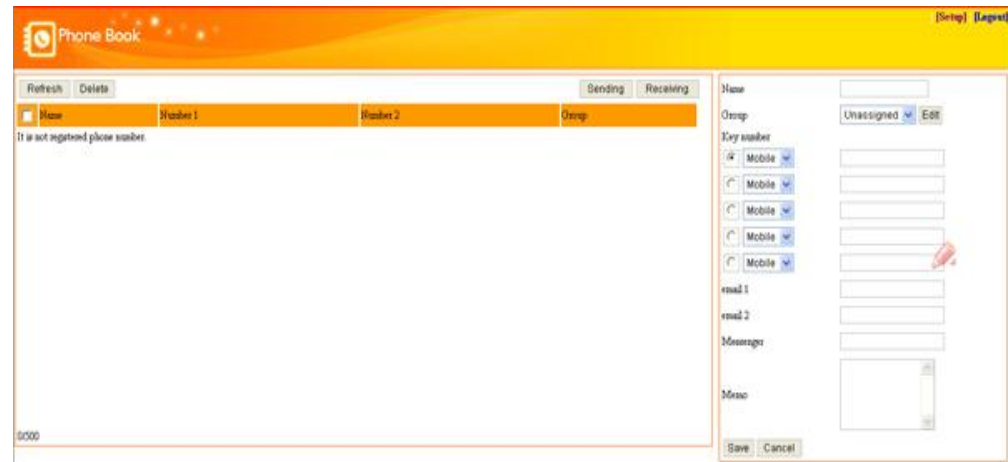 [Setup] [Logout]
Phone Book
Refresh Delete Sending Receiving
Name Number 1 Number 2 Group
It is not registered phone number.
0/500
Name
Group Unassigned Edit
Key number
Mobile
Mobile
Mobile
Mobile
Mobile
email 1
email 2
Messenger
Memo
Save Cancel